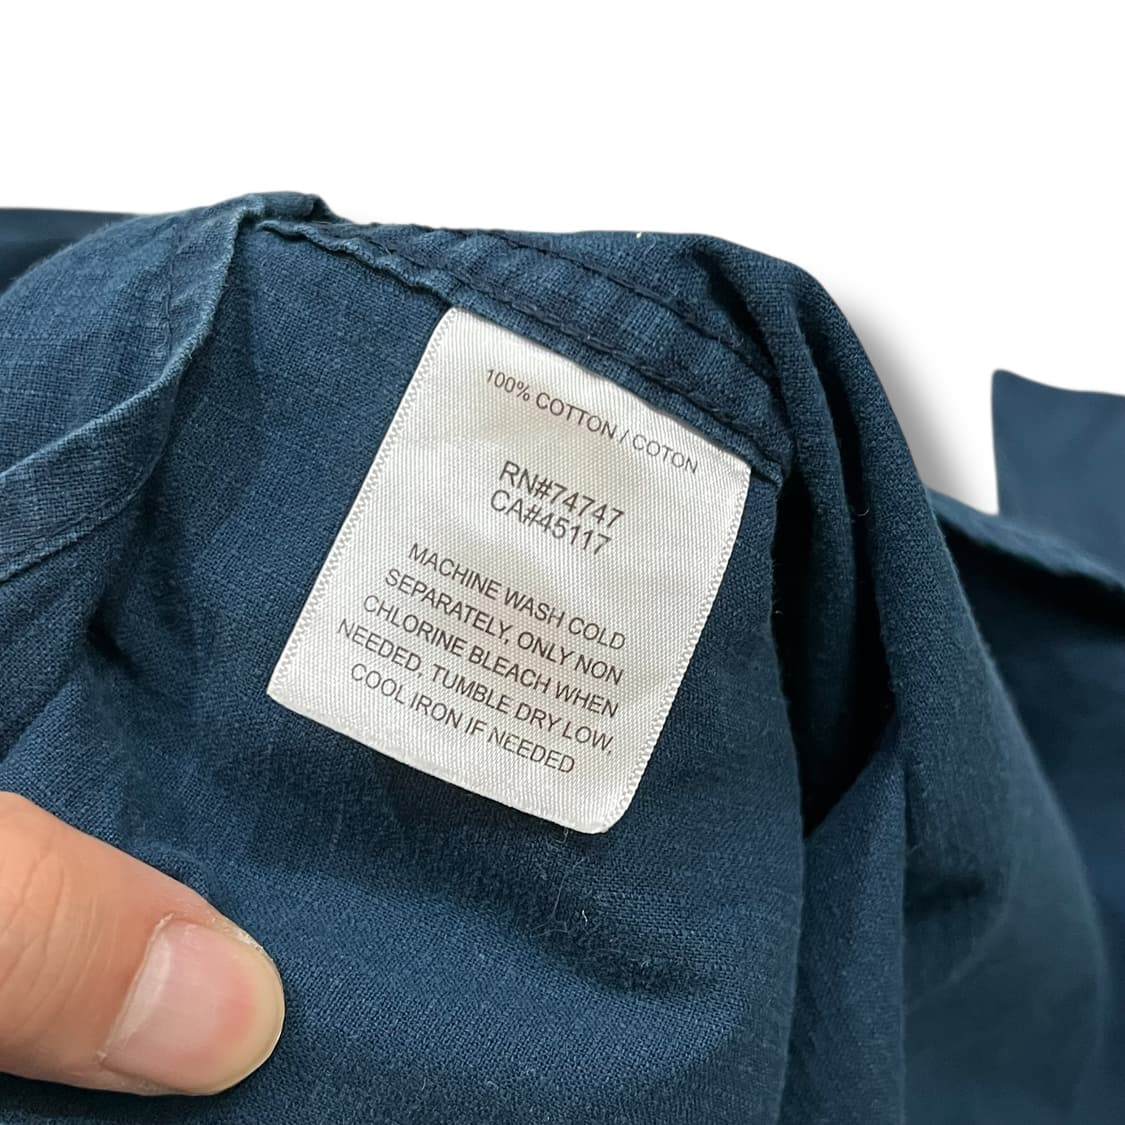 100% COTTON / COTON
RN#74747
CA#45117
MACHINE WASH COLD
SEPARATELY, ONLY NON
CHLORINE BLEACH WHEN
NEEDED, TUMBLE DRY LOW,
COOL IRON IF NEEDED